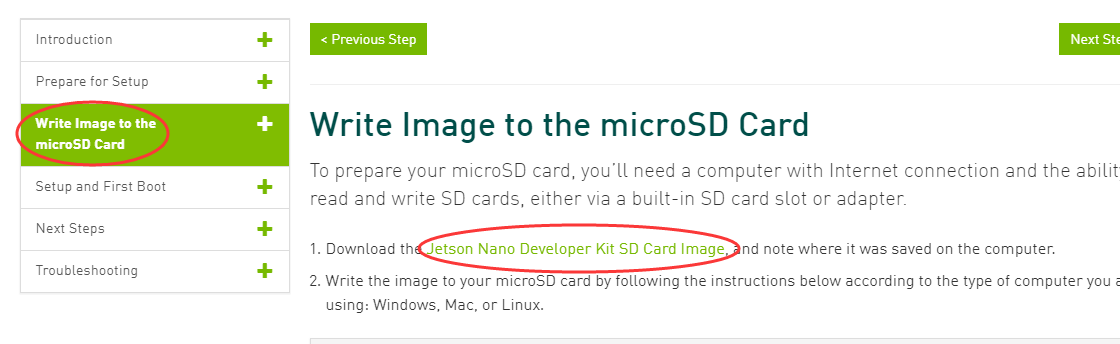 Introduction
Prepare for Setup
Write Image to the
microSD Card
Setup and First Boot
Next Steps
Troubleshooting
< Previous Step
Next Ste
Write Image to the microSD Card
To prepare your microSD card, you'll need a computer with Internet connection and the abilit
read and write SD cards, either via a built-in SD card slot or adapter.
1. Download the Jetson Nano Developer Kit SD Card Image, and note where it was saved on the computer.
2. Write the image to your microSD card by following the instructions below according to the type of computer you a
using: Windows, Mac, or Linux.